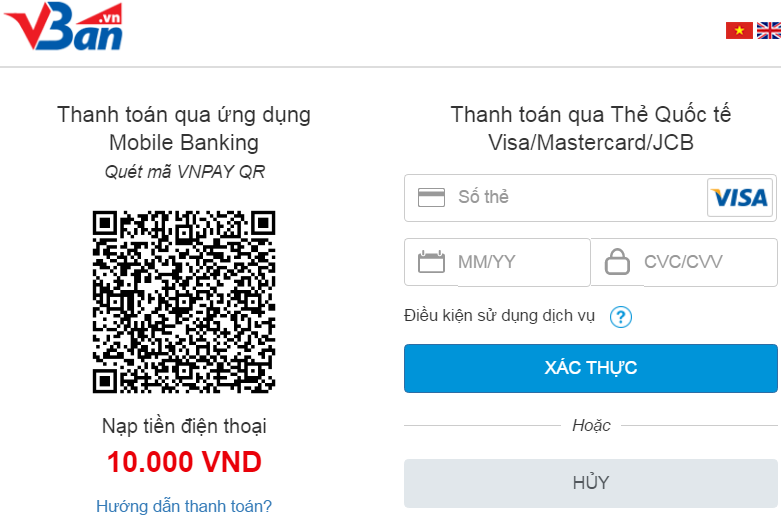 VBan.vn
Thanh toán qua ứng dụng
Mobile Banking
Quét mã VNPAY QR
Nạp tiền điện thoại
10.000 VND
Hướng dẫn thanh toán?
Thanh toán qua Thẻ Quốc tế
Visa/Mastercard/JCB
Số thẻ
VISA
MM/YY
CVC/CVV
Điều kiện sử dụng dịch vụ ?
XÁC THỰC
Hoặc
HỦY